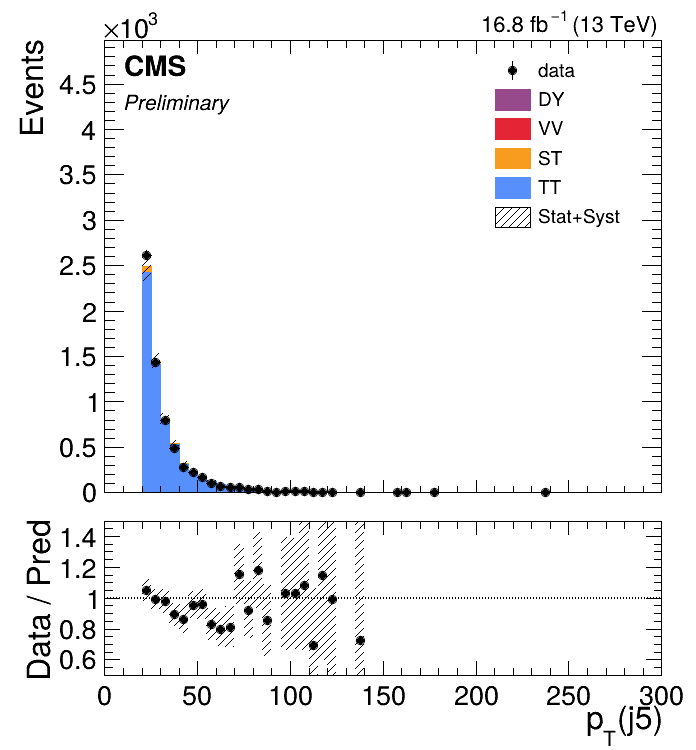 ×10³
16.8 fb⁻¹ (13 TeV)
CMS
Preliminary
Events
data
DY
VV
ST
TT
Stat+Syst
4.5
4
3.5
3
2.5
2
1.5
1
0.5
0
Data / Pred
1.4
1.2
1
0.8
0.6
0 50 100 150 200 250 300
p_T(j5)